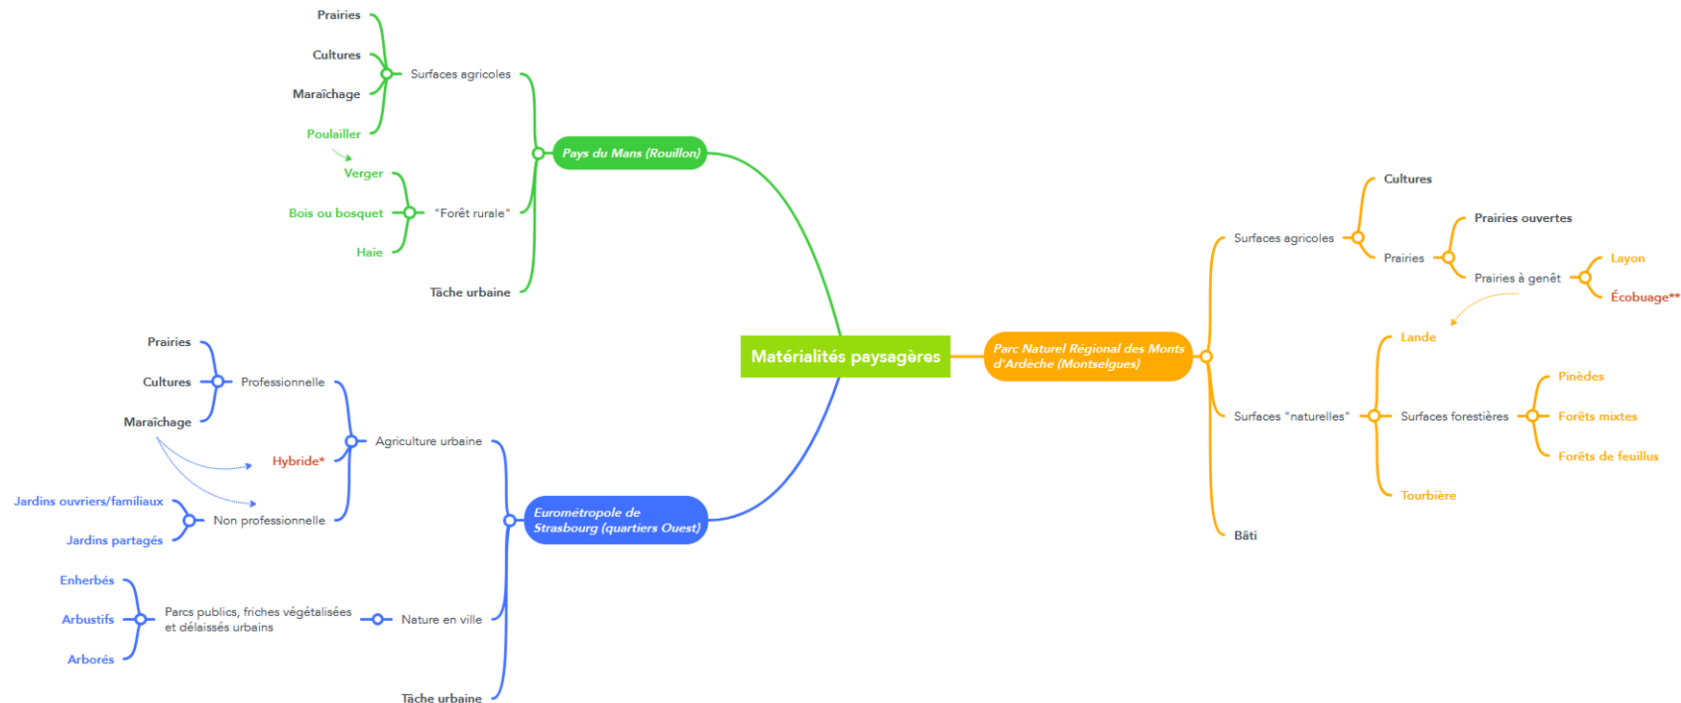 Prairies
Cultures
Maraîchage
Poulailler
Surfaces agricoles
Verger
Bois ou bosquet
Haie
"Forêt rurale"
Tâche urbaine
Pays du Mans (Rouillon)
Prairies
Cultures
Maraîchage
Professionnelle
Hybride*
Jardins ouvriers/familiaux
Jardins partagés
Non professionnelle
Agriculture urbaine
Enherbés
Arbustifs
Arborés
Parcs publics, friches végétalisées
et délaissés urbains
Nature en ville
Tâche urbaine
Eurométropole de
Strasbourg (quartiers Ouest)
Matérialités paysagères
Parc Naturel Régional des Monts
d'Ardèche (Montselgues)
Surfaces agricoles
Cultures
Prairies
Prairies ouvertes
Prairies à genêt
Layon
Écobuage**
Surfaces "naturelles"
Lande
Surfaces forestières
Pinèdes
Forêts mixtes
Forêts de feuillus
Tourbière
Bâti